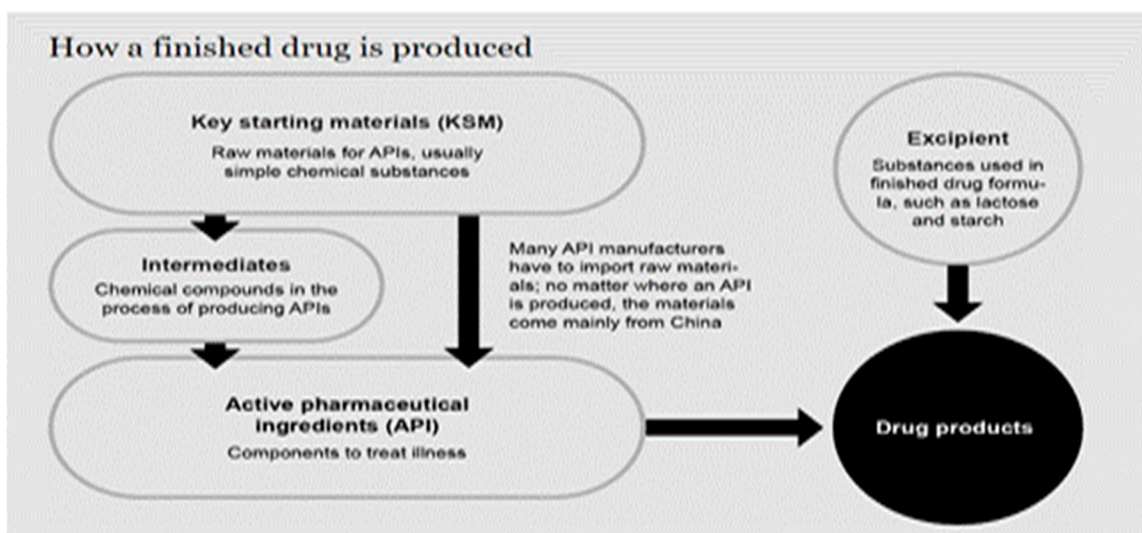 How a finished drug is produced
Key starting materials (KSM)
Raw materials for APIs, usually
simple chemical substances
Intermediates
Chemical compounds in the
process of producing APIs
Many API manufacturers
have to import raw materi-
als; no matter where an API
is produced, the materials
come mainly from China
Active pharmaceutical
ingredients (API)
Components to treat illness
Excipient
Substances used in
finished drug formu-
la, such as lactose
and starch
Drug products